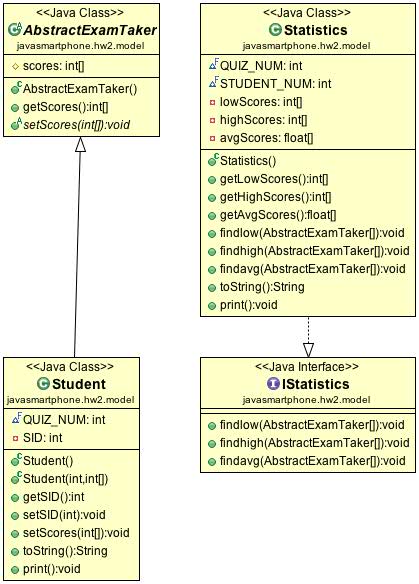 <<Java Class>>
AbstractExamTaker
javasmartphone.hw2.model
scores: int[]
AbstractExamTaker()
getScores():int[]
setScores(int[]):void
<<Java Class>>
Statistics
javasmartphone.hw2.model
QUIZ_NUM: int
STUDENT_NUM: int
lowScores: int[]
highScores: int[]
avgScores: float[]
Statistics()
getLowScores():int[]
getHighScores():int[]
getAvgScores():float[]
findlow(AbstractExamTaker[]):void
findhigh(AbstractExamTaker[]):void
findavg(AbstractExamTaker[]):void
toString():String
print():void
<<Java Class>>
Student
javasmartphone.hw2.model
QUIZ_NUM: int
SID: int
Student()
Student(int,int[])
getSID():int
setSID(int):void
setScores(int[]):void
toString():String
print():void
<<Java Interface>>
IStatistics
javasmartphone.hw2.model
findlow(AbstractExamTaker[]):void
findhigh(AbstractExamTaker[]):void
findavg(AbstractExamTaker[]):void